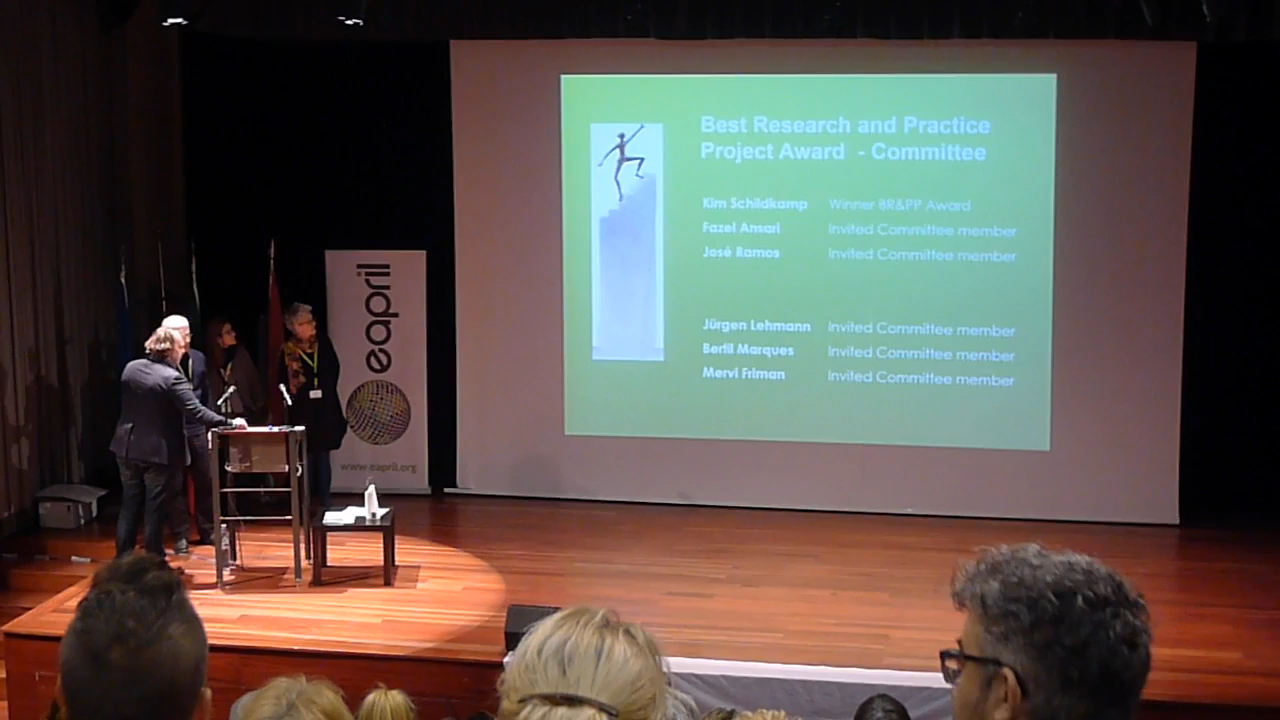 Best Research and Practice
Project Award - Committee
Kim Schildkamp Winner BR&PP Award
Fazel Ansari Invited Committee member
José Ramos Invited Committee member
Jürgen Lehmann Invited Committee member
Bertil Marques Invited Committee member
Mervi Friman Invited Committee member
eapril
www.eapril.org